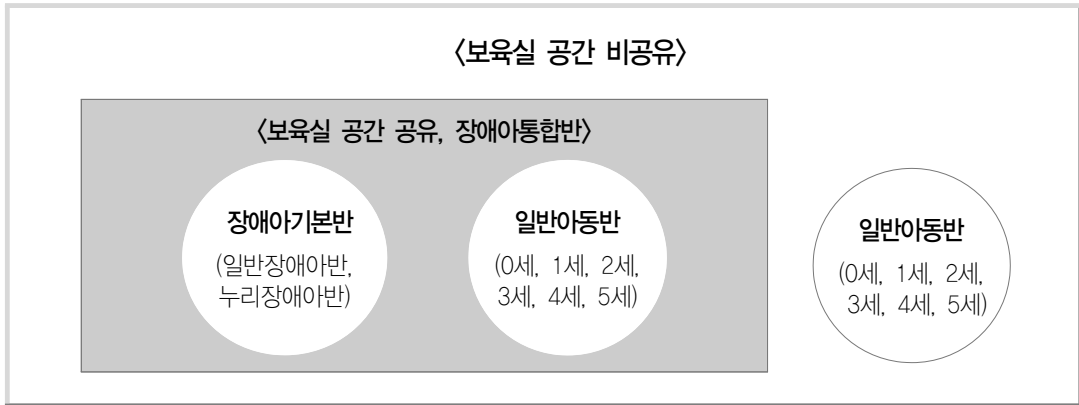 〈보육실 공간 비공유〉
〈보육실 공간 공유, 장애아통합반〉
장애아기본반
(일반장애아반,
누리장애아반)
일반아동반
(0세, 1세, 2세,
3세, 4세, 5세)
일반아동반
(0세, 1세, 2세,
3세, 4세, 5세)